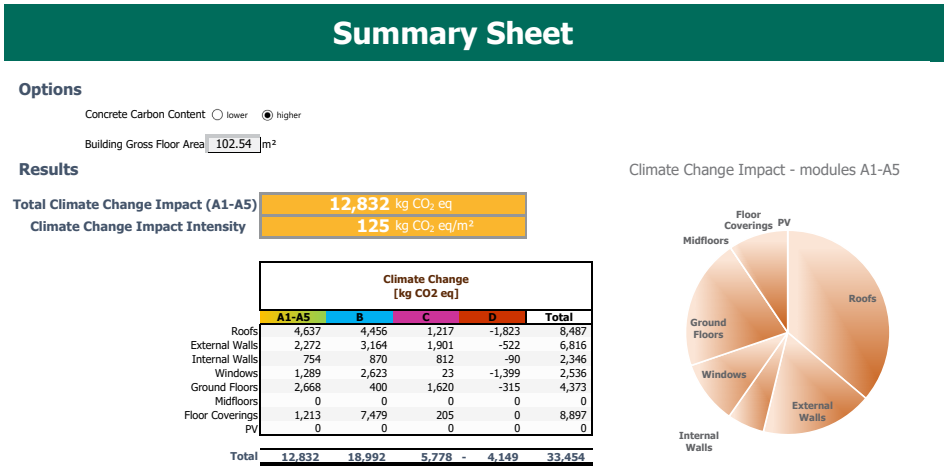 Summary Sheet
Options
Concrete Carbon Content lower higher
Building Gross Floor Area 102.54 m²
Results
Total Climate Change Impact (A1-A5) 12,832 kg CO₂ eq
Climate Change Impact Intensity 125 kg CO₂ eq/m²
Climate Change
[kg CO2 eq]
A1-A5 B C D Total
Roofs 4,637 4,456 1,217 -1,823 8,487
External Walls 2,272 3,164 1,901 -522 6,816
Internal Walls 754 870 812 -90 2,346
Windows 1,289 2,623 23 -1,399 2,536
Ground Floors 2,668 400 1,620 -315 4,373
Midfloors 0 0 0 0 0
Floor Coverings 1,213 7,479 205 0 8,897
PV 0 0 0 0 0
Total 12,832 18,992 5,778 - 4,149 33,454
Climate Change Impact - modules A1-A5
Floor
Coverings PV
Midfloors
Roofs
Ground
Floors
Windows
External
Walls
Internal
Walls